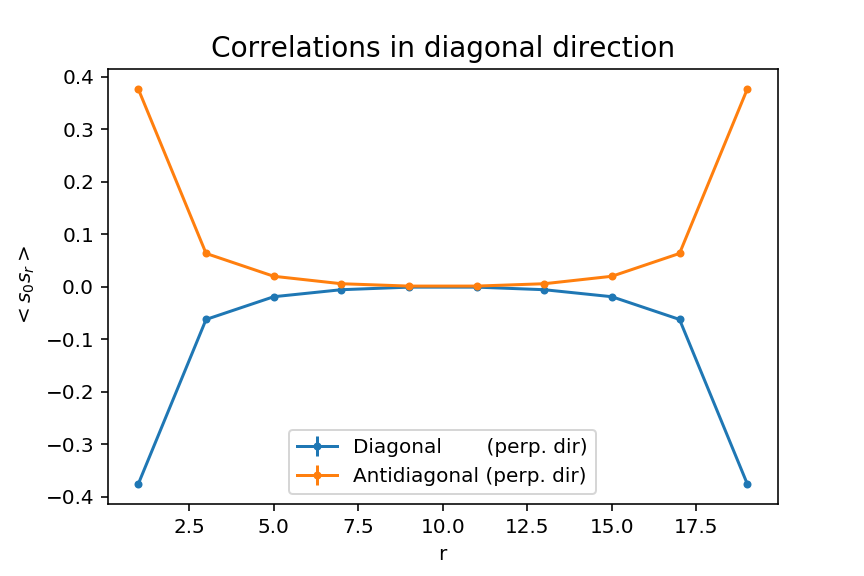 Correlations in diagonal direction
0.4
0.3
0.2
0.1
0.0
−0.1
−0.2
−0.3
−0.4
< s₀sᵣ >
Diagonal (perp. dir)
Antidiagonal (perp. dir)
2.5 5.0 7.5 10.0 12.5 15.0 17.5
r